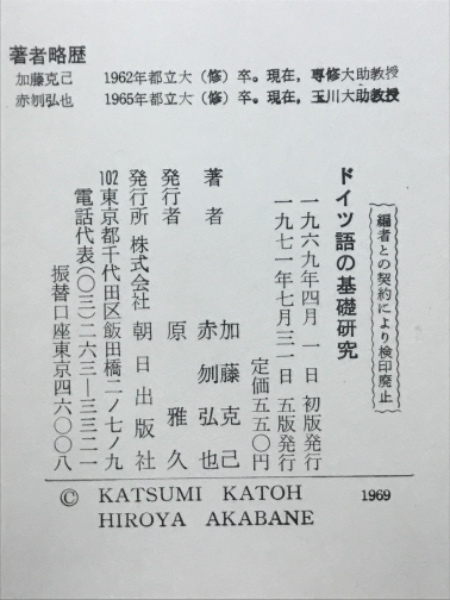 著者略歴
加藤克己 1962年都立大（修）卒。現在，専修大助教授
赤刎弘也 1965年都立大（修）卒。現在，玉川大助教授
編者との契約により検印廃止
ドイツ語の基礎研究
一九六九年四月 一 日 初版発行
一九七一年七月三一日 五版発行
定価五五〇円
著者 加藤克己
赤刎弘也
発行者 原雅久
発行所 株式会社 朝日出版社
102 東京都千代田区飯田橋二ノ七ノ九
電話代表(〇三)二六三―三三二一
振替口座東京四六〇〇八
© KATSUMI KATOH 1969
HIROYA AKABANE